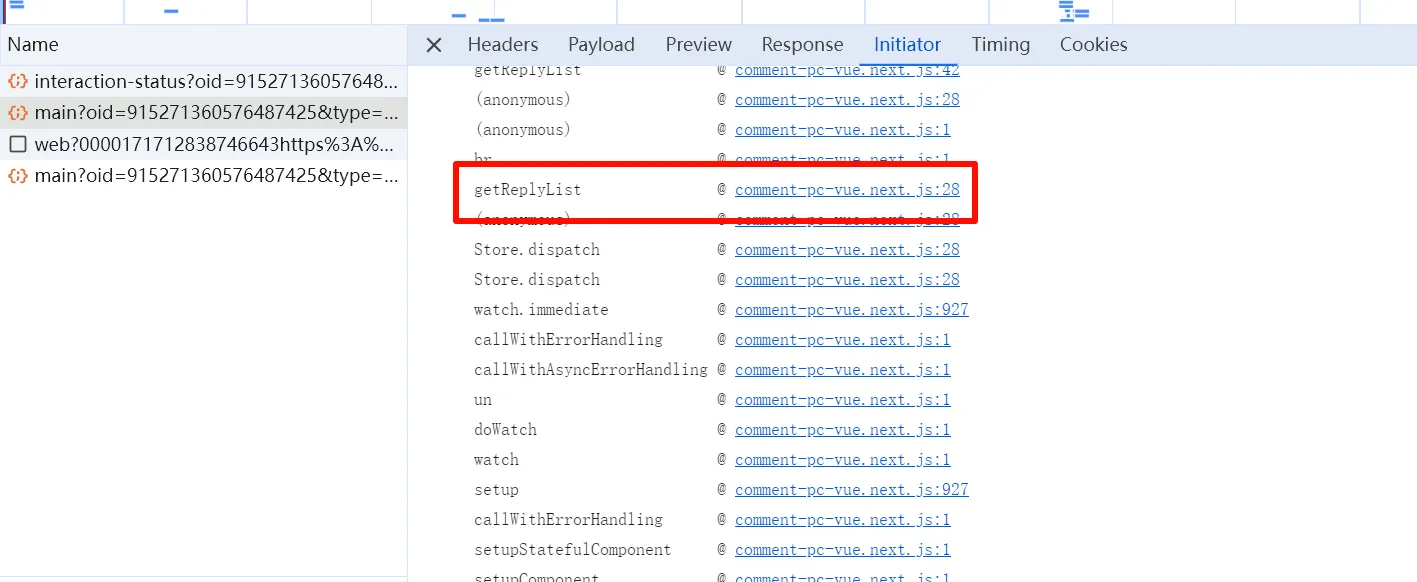 Name
Headers Payload Preview Response Initiator Timing Cookies
interaction-status?oid=91527136057648...
main?oid=915271360576487425&type=...
web?0000171712838746643https%3A%...
main?oid=915271360576487425&type=...
getReplyList @ comment-pc-vue.next.js:42
(anonymous) @ comment-pc-vue.next.js:28
(anonymous) @ comment-pc-vue.next.js:1
br @ comment-pc-vue.next.js:1
getReplyList @ comment-pc-vue.next.js:28
(anonymous) @ comment-pc-vue.next.js:28
Store.dispatch @ comment-pc-vue.next.js:28
Store.dispatch @ comment-pc-vue.next.js:28
watch.immediate @ comment-pc-vue.next.js:927
callWithErrorHandling @ comment-pc-vue.next.js:1
callWithAsyncErrorHandling @ comment-pc-vue.next.js:1
un @ comment-pc-vue.next.js:1
doWatch @ comment-pc-vue.next.js:1
watch @ comment-pc-vue.next.js:1
setup @ comment-pc-vue.next.js:927
callWithErrorHandling @ comment-pc-vue.next.js:1
setupStatefulComponent @ comment-pc-vue.next.js:1
setupComponent @ comment-pc-vue.next.js:1